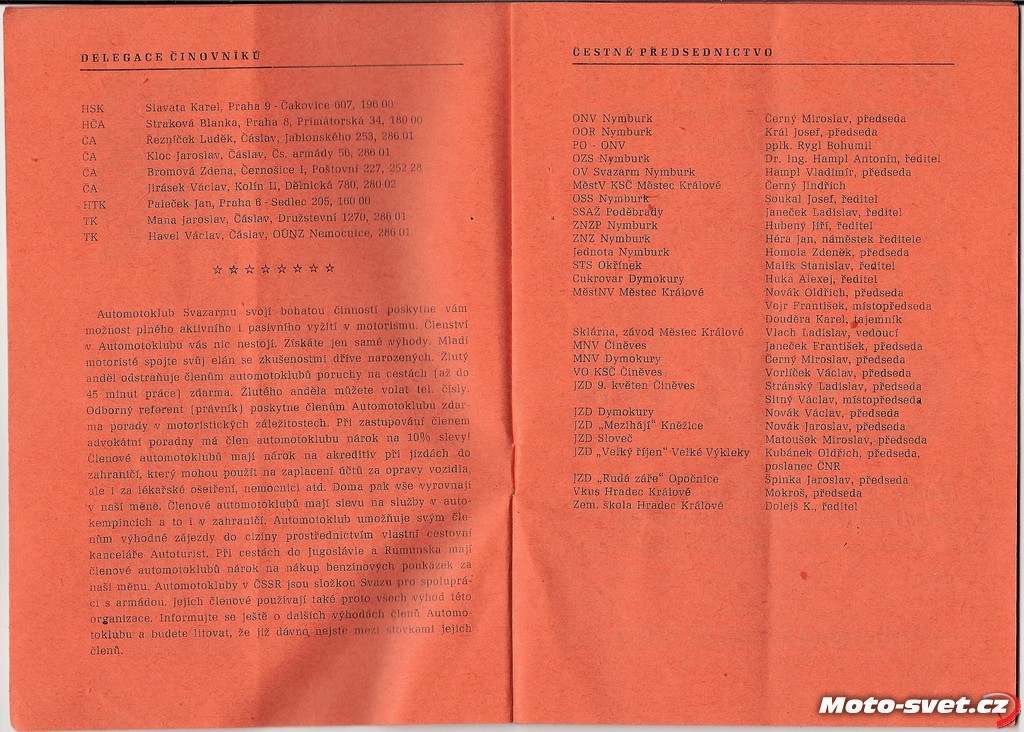 DELEGACE ČINOVNÍKŮ
HSK Slavata Karel, Praha 9 - Čakovice 607, 196 00
HČA Straková Blanka, Praha 8, Primátorská 34, 180 00
ČA Řezníček Luděk, Čáslav, Jablonského 253, 286 01
ČA Kloc Jaroslav, Čáslav, Čs. armády 56, 286 01
ČA Bromová Zdena, Černošice I, Poštovní 227, 252 28
ČA Jirásek Václav, Kolín II, Dělnická 780, 280 02
HTK Paleček Jan, Praha 6 - Sedlec 205, 160 00
TK Mana Jaroslav, Čáslav, Družstevní 1270, 286 01
TK Havel Václav, Čáslav, OÚNZ Nemocnice, 286 01
☆ ☆ ☆ ☆ ☆ ☆ ☆ ☆
Automotoklub Svazarmu svojí bohatou činností poskytne vám
možnost plného aktivního i pasivního vyžití v motorismu. Členství
v Automotoklubu vás nic nestojí. Získáte jen samé výhody. Mladí
motoristé spojte svůj elán se zkušenostmi dříve narozených. Žlutý
anděl odstraňuje členům automotoklubů poruchy na cestách (až do
45 minut práce) zdarma. Žlutého anděla můžete volat tel. čísly.
Odborný referent (právník) poskytne členům Automotoklubu zdar-
ma porady v motoristických záležitostech. Při zastupování členem
advokátní poradny má člen automotoklubu nárok na 10% slevy!
Členové automotoklubů mají nárok na akreditiv při jízdách do
zahraničí, který mohou použít na zaplacení účtů za opravy vozidla,
ale i za lékařské ošetření, nemocnici atd. Doma pak vše vyrovnají
v naší měně. Členové automotoklubů mají slevu na služby v auto-
kempincích a to i v zahraničí. Automotoklub umožňuje svým čle-
nům výhodné zájezdy do ciziny prostřednictvím vlastní cestovní
kanceláře Autoturist. Při cestách do Jugoslávie a Rumunska mají
členové automotoklubů nárok na nákup benzínových poukázek za
naši měnu. Automotokluby v ČSSR jsou složkou Svazu pro spoluprá-
ci s armádou. Jejich členové používají také proto všech výhod této
organizace. Informujte se ještě o dalších výhodách členů Automo-
toklubu a budete litovat, že již dávno nejste mezi stovkami jejich
členů.
ČESTNÉ PŘEDSEDNICTVO
ONV Nymburk Černý Miroslav, předseda
OOR Nymburk Král Josef, předseda
PO - ONV pplk. Rygl Bohumil
OZS Nymburk Dr. Ing. Hampl Antonín, ředitel
OV Svazarm Nymburk Hampl Vladimír, předseda
MěstV KSČ Městec Králové Černý Jindřich
OSS Nymburk Soukal Josef, ředitel
SSAŽ Poděbrady Janeček Ladislav, ředitel
ZNZP Nymburk Hubený Jiří, ředitel
ZNZ Nymburk Héra Jan, náměstek ředitele
Jednota Nymburk Homola Zdeněk, předseda
STS Okřínek Malík Stanislav, ředitel
Cukrovar Dymokury Huka Alexej, ředitel
MěstNV Městec Králové Novák Oldřich, předseda
Vejr František, místopředseda
Douděra Karel, tajemník
Sklárna, závod Městec Králové Vlach Ladislav, vedoucí
MNV Činěves Janeček František, předseda
MNV Dymokury Černý Miroslav, předseda
VO KSČ Činěves Vorlíček Václav, předseda
JZD 9. květen Činěves Stránský Ladislav, předseda
Sltný Václav, místopředseda
JZD Dymokury Novák Václav, předseda
JZD „Mezihájí“ Kněžice Novák Jaroslav, předseda
JZD Sloveč Matoušek Miroslav, předseda
JZD „Velký říjen“ Velké Výkleky Kubánek Oldřich, předseda,
poslanec ČNR
JZD „Rudá záře“ Opočnice Špinka Jaroslav, předseda
Vkus Hradec Králové Mokroš, předseda
Zem. škola Hradec Králové Dolejš K., ředitel
Moto-svet.cz